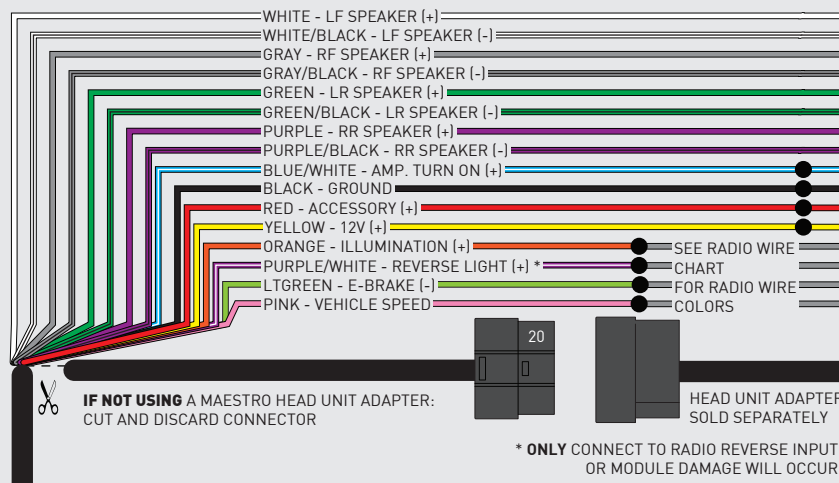 WHITE - LF SPEAKER (+)
WHITE/BLACK - LF SPEAKER (-)
GRAY - RF SPEAKER (+)
GRAY/BLACK - RF SPEAKER (-)
GREEN - LR SPEAKER (+)
GREEN/BLACK - LR SPEAKER (-)
PURPLE - RR SPEAKER (+)
PURPLE/BLACK - RR SPEAKER (-)
BLUE/WHITE - AMP. TURN ON (+)
BLACK - GROUND
RED - ACCESSORY (+)
YELLOW - 12V (+)
ORANGE - ILLUMINATION (+)
PURPLE/WHITE - REVERSE LIGHT (+) *
LTGREEN - E-BRAKE (-)
PINK - VEHICLE SPEED
SEE RADIO WIRE
CHART
FOR RADIO WIRE
COLORS
20
IF NOT USING A MAESTRO HEAD UNIT ADAPTER:
CUT AND DISCARD CONNECTOR
HEAD UNIT ADAPTER
SOLD SEPARATELY
* ONLY CONNECT TO RADIO REVERSE INPUT
OR MODULE DAMAGE WILL OCCUR